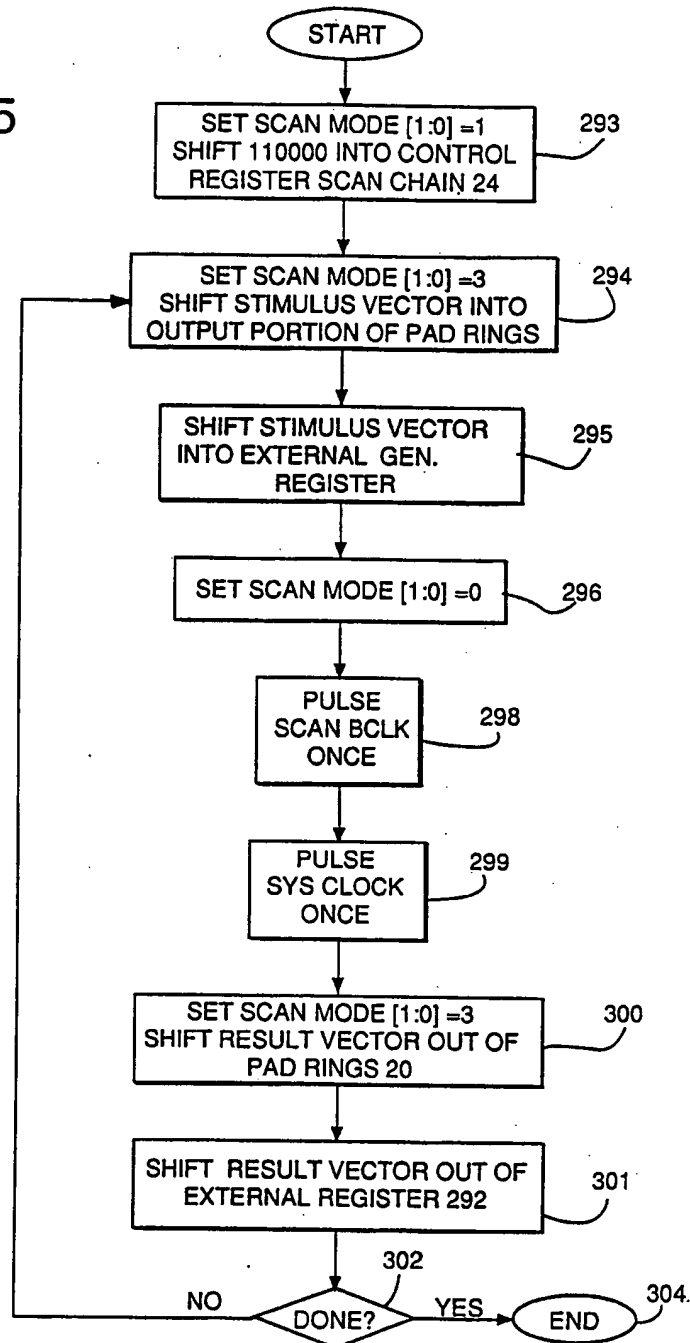 START
SET SCAN MODE [1:0] =1
SHIFT 110000 INTO CONTROL
REGISTER SCAN CHAIN 24
293
SET SCAN MODE [1:0] =3
SHIFT STIMULUS VECTOR INTO
OUTPUT PORTION OF PAD RINGS
294
SHIFT STIMULUS VECTOR
INTO EXTERNAL GEN.
REGISTER
295
SET SCAN MODE [1:0] =0
296
PULSE
SCAN BCLK
ONCE
298
PULSE
SYS CLOCK
ONCE
299
SET SCAN MODE [1:0] =3
SHIFT RESULT VECTOR OUT OF
PAD RINGS 20
300
SHIFT RESULT VECTOR OUT OF
EXTERNAL REGISTER 292
301
302
NO
DONE?
YES
END
304